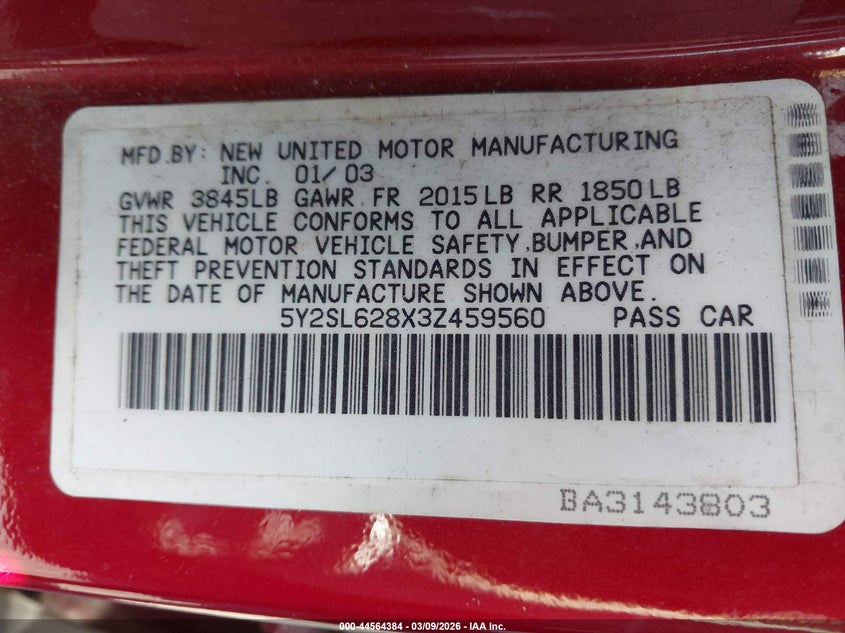 MFD.BY: NEW UNITED MOTOR MANUFACTURING
INC. 01/03
GVWR 3845LB GAWR FR 2015LB RR 1850LB
THIS VEHICLE CONFORMS TO ALL APPLICABLE
FEDERAL MOTOR VEHICLE SAFETY,BUMPER,AND
THEFT PREVENTION STANDARDS IN EFFECT ON
THE DATE OF MANUFACTURE SHOWN ABOVE.
5Y2SL628X3Z459560 PASS CAR
BA3143803
000-44564384 | 03/09/2026 - IAA Inc.